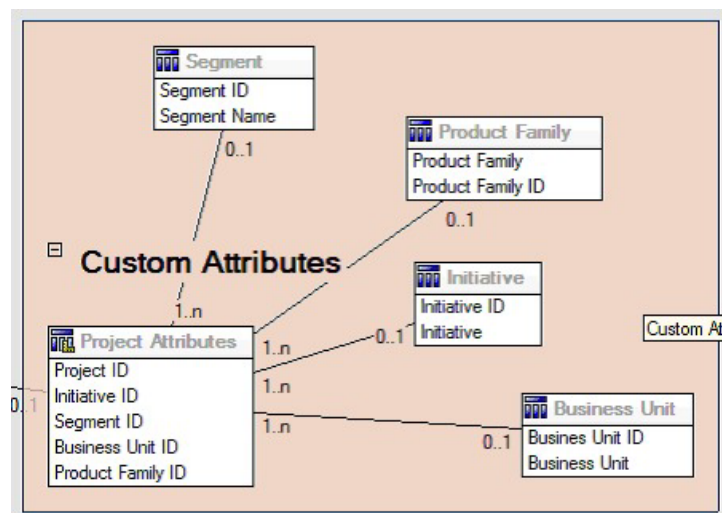 Segment
Segment ID
Segment Name
0..1
Product Family
Product Family
Product Family ID
0..1
Custom Attributes
Initiative
Initiative ID
Initiative
0..1
Custom At
1..n
Project Attributes
Project ID
Initiative ID
Segment ID
Business Unit ID
Product Family ID
1..n
1..n
1..n
0..1
Business Unit
Busines Unit ID
Business Unit
0..1